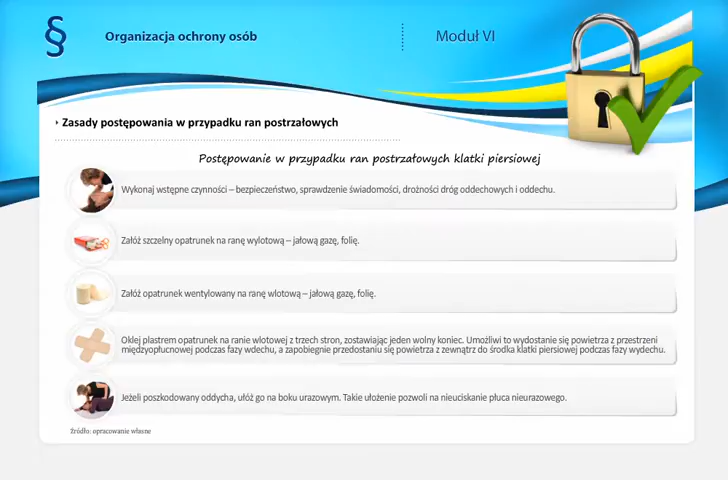 §
Organizacja ochrony osób
Moduł VI
Zasady postępowania w przypadku ran postrzałowych
Postępowanie w przypadku ran postrzałowych klatki piersiowej
Wykonaj wstępne czynności – bezpieczeństwo, sprawdzenie świadomości, drożności dróg oddechowych i oddechu.
Załóż szczelny opatrunek na ranę wylotową – jałową gazę, folię.
Załóż opatrunek wentylowany na ranę wlotową – jałową gazę, folię.
Oklej plastrem opatrunek na ranie wlotowej z trzech stron, zostawiając jeden wolny koniec. Umożliwi to wydostanie się powietrza z przestrzeni
międzyopłucnowej podczas fazy wdechu, a zapobiegnie przedostaniu się powietrza z zewnątrz do środka klatki piersiowej podczas fazy wydechu.
Jeżeli poszkodowany oddycha, ułóż go na boku urazowym. Takie ułożenie pozwoli na nieuciskanie płuca nieurazowego.
Źródło: opracowanie własne